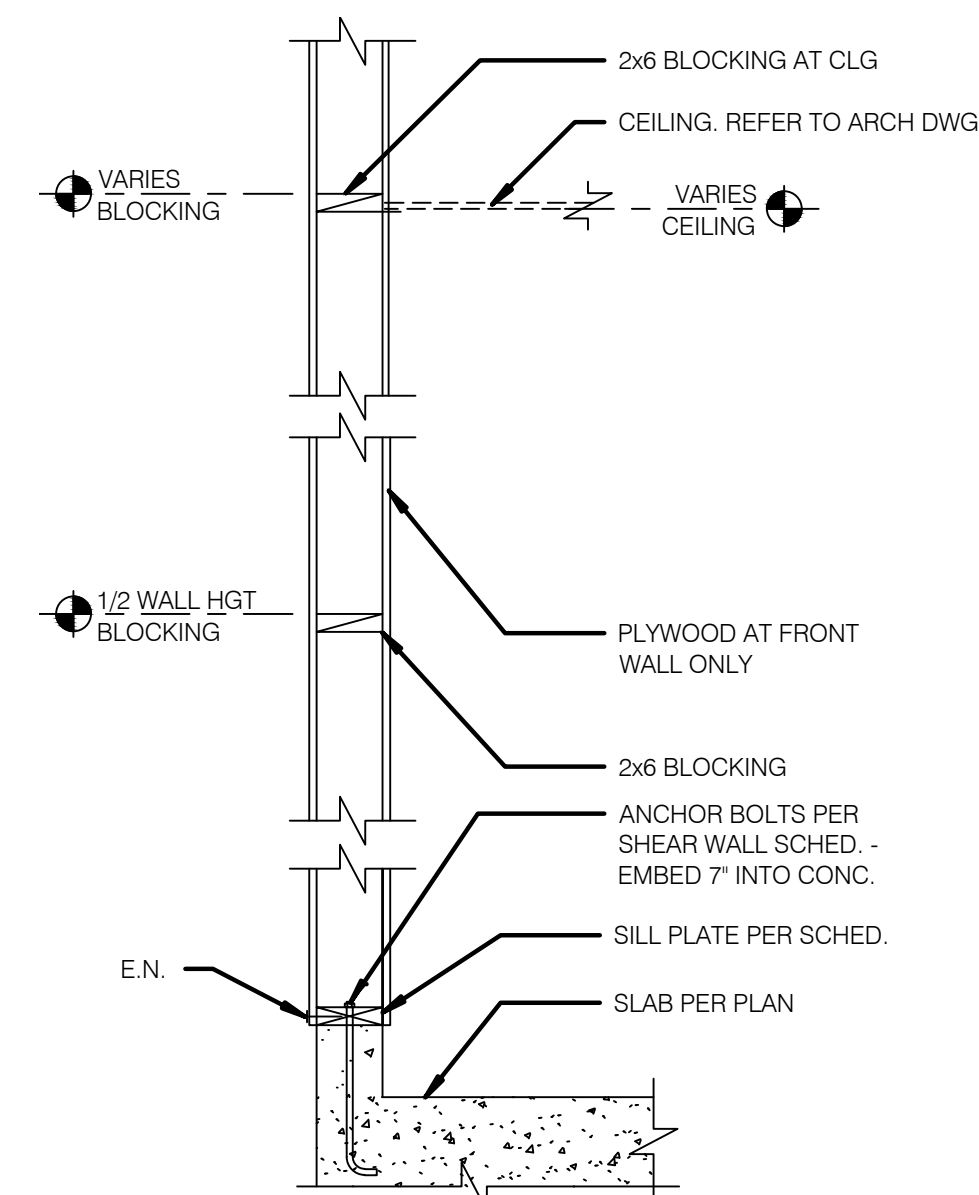 2x6 BLOCKING AT CLG
CEILING. REFER TO ARCH DWG
VARIES
BLOCKING
VARIES
CEILING
1/2 WALL HGT
BLOCKING
PLYWOOD AT FRONT
WALL ONLY
2x6 BLOCKING
ANCHOR BOLTS PER
SHEAR WALL SCHED. -
EMBED 7" INTO CONC.
SILL PLATE PER SCHED.
E.N.
SLAB PER PLAN